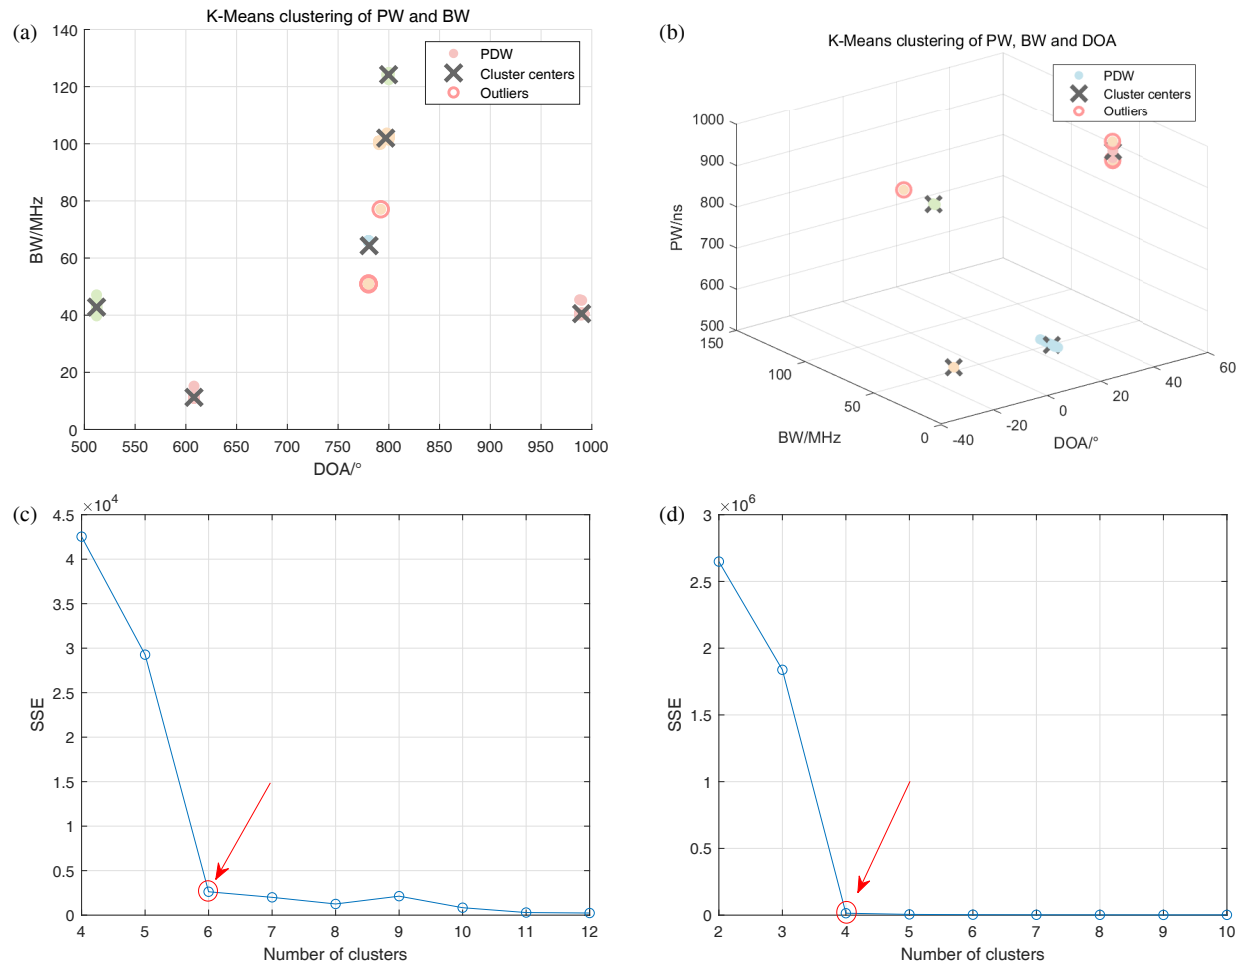 (a)
K-Means clustering of PW and BW
PDW
Cluster centers
Outliers
140
120
100
80
60
40
20
0
BW/MHz
500 550 600 650 700 750 800 850 900 950 1000
DOA/°
(b)
K-Means clustering of PW, BW and DOA
PDW
Cluster centers
Outliers
1000
900
800
700
600
500
PW/ns
150
100
50
0
BW/MHz
-40
-20
0
20
40
60
DOA/°
(c)
×10⁴
4.5
4
3.5
3
2.5
2
1.5
1
0.5
0
SSE
4 5 6 7 8 9 10 11 12
Number of clusters
(d)
×10⁶
3
2.5
2
1.5
1
0.5
0
SSE
2 3 4 5 6 7 8 9 10
Number of clusters